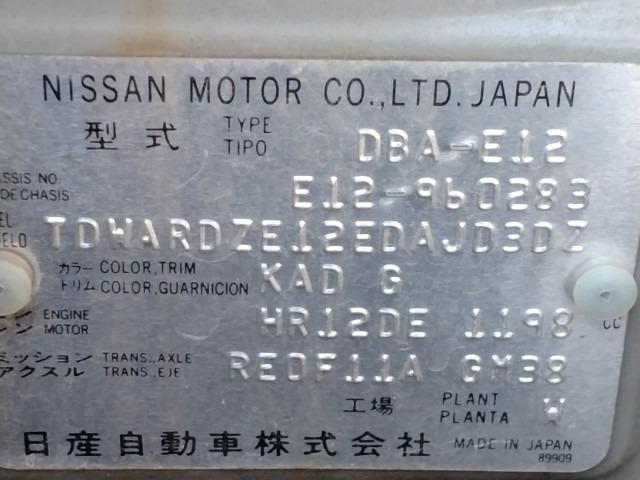 NISSAN MOTOR CO.,LTD. JAPAN
型式 TYPE TIPO DBA-E12
ASSIS NO. DE CHASIS E12-960283
EL ELO TDWARDZE12EDAJD3DZ
カラー COLOR,TRIM
トリム COLOR,GUARNICION KAD G
ン ENGINE
ン MOTOR HR12DE 1198 CC
ミッション TRANS.,AXLE
アクスル TRANS.,EJE RE0F11A GM38
工場 PLANT PLANTA W
日産自動車株式会社 MADE IN JAPAN
89909